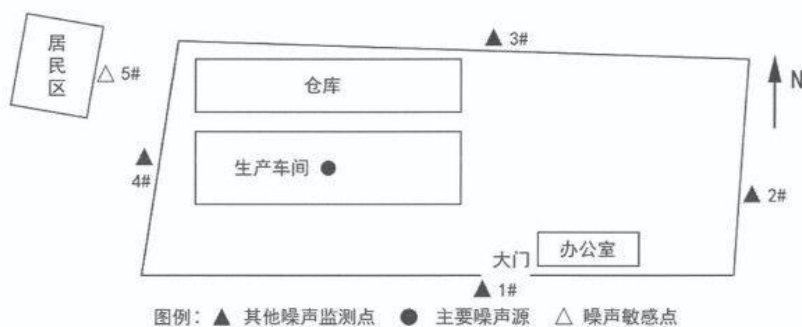 居民区
5#
3#
N
仓库
生产车间
4#
2#
办公室
大门
1#
图例：▲ 其他噪声监测点 ● 主要噪声源 △ 噪声敏感点